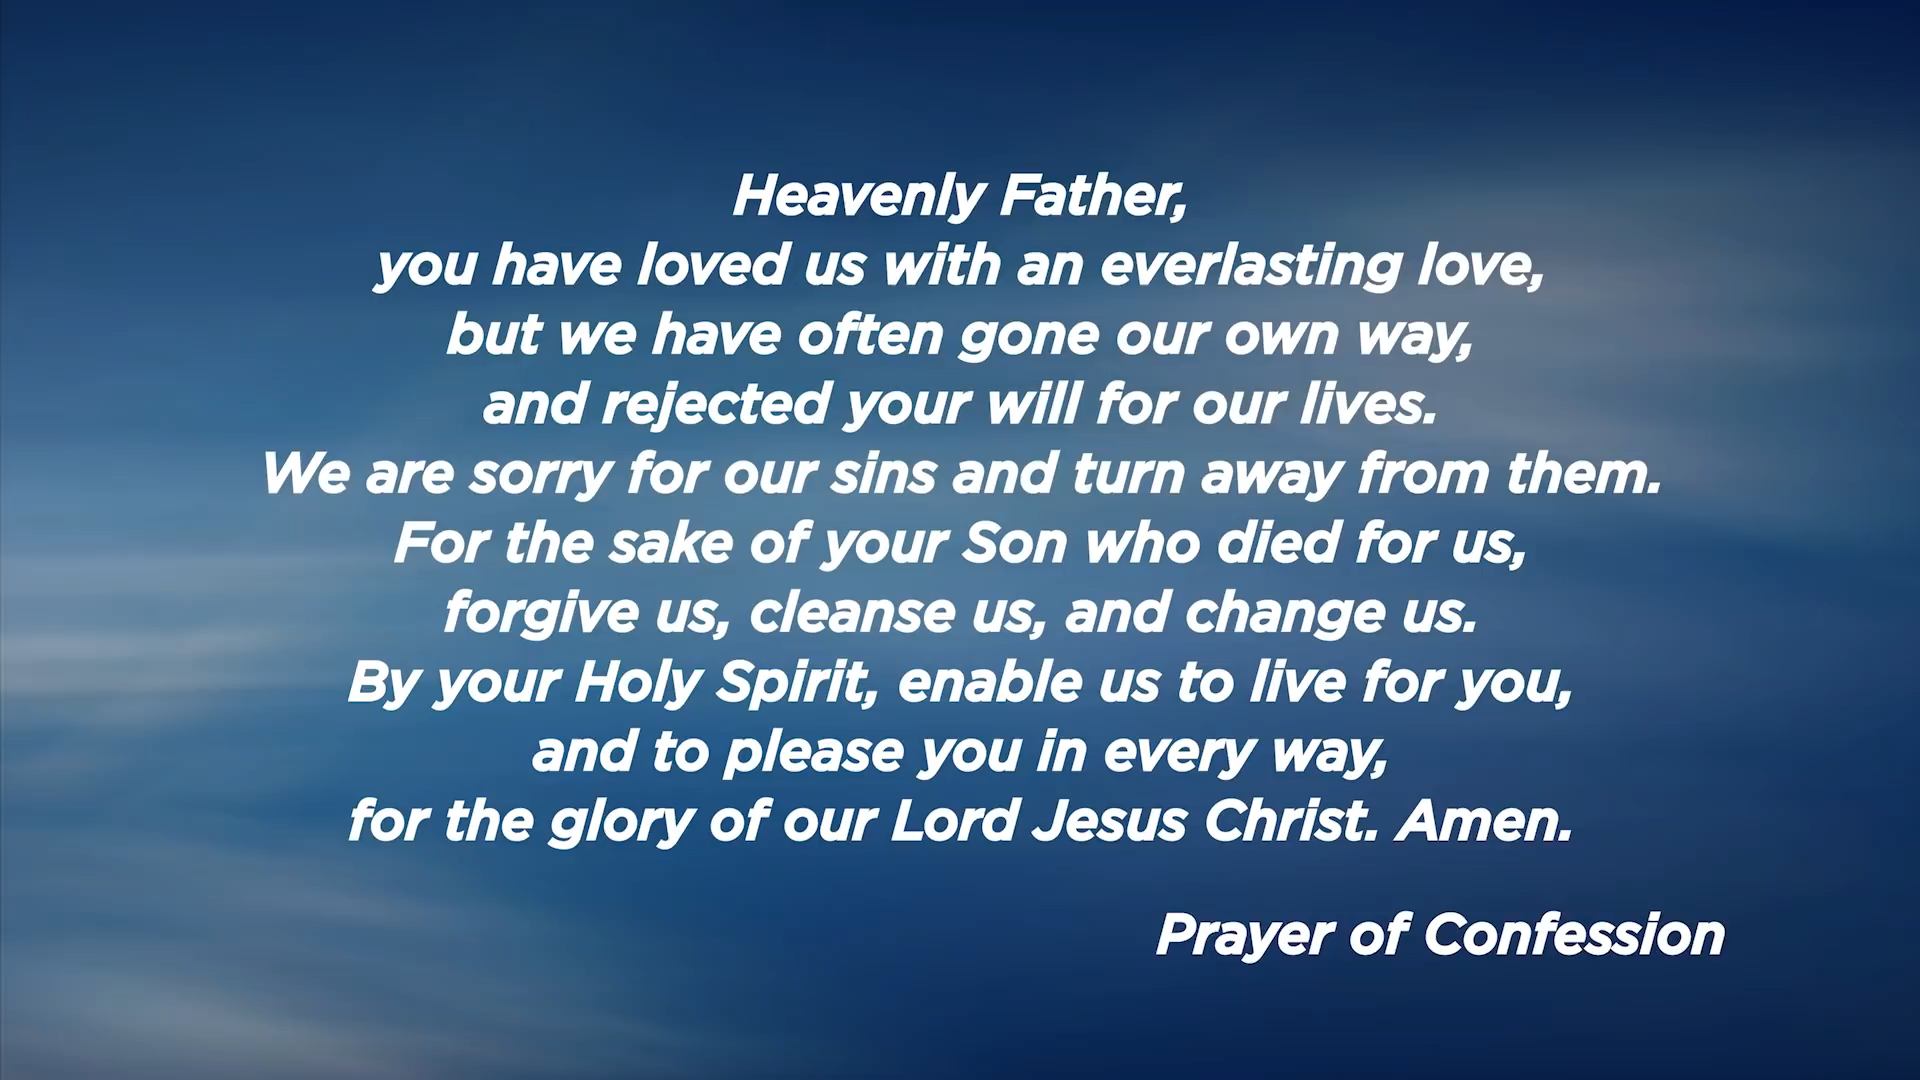 Heavenly Father,
you have loved us with an everlasting love,
but we have often gone our own way,
and rejected your will for our lives.
We are sorry for our sins and turn away from them.
For the sake of your Son who died for us,
forgive us, cleanse us, and change us.
By your Holy Spirit, enable us to live for you,
and to please you in every way,
for the glory of our Lord Jesus Christ. Amen.
Prayer of Confession